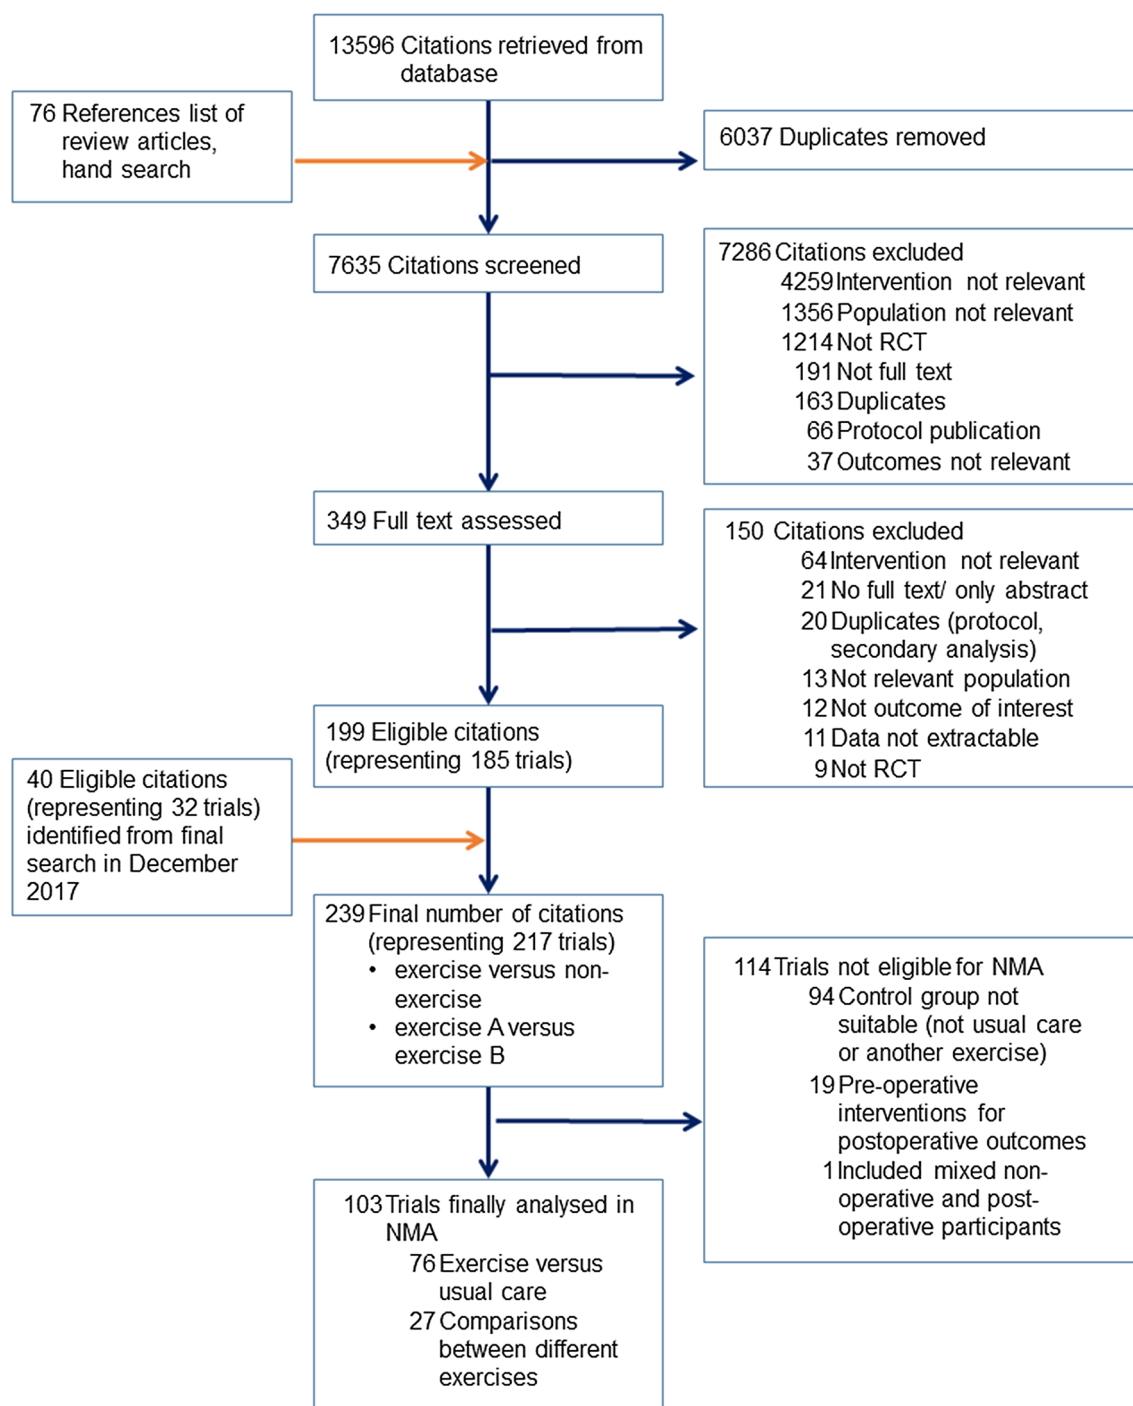 13596 Citations retrieved from
database
76 References list of
review articles,
hand search
6037 Duplicates removed
7635 Citations screened
7286 Citations excluded
4259 Intervention not relevant
1356 Population not relevant
1214 Not RCT
191 Not full text
163 Duplicates
66 Protocol publication
37 Outcomes not relevant
349 Full text assessed
150 Citations excluded
64 Intervention not relevant
21 No full text/ only abstract
20 Duplicates (protocol,
secondary analysis)
13 Not relevant population
12 Not outcome of interest
11 Data not extractable
9 Not RCT
199 Eligible citations
(representing 185 trials)
40 Eligible citations
(representing 32 trials)
identified from final
search in December
2017
239 Final number of citations
(representing 217 trials)
• exercise versus non-
exercise
• exercise A versus
exercise B
114 Trials not eligible for NMA
94 Control group not
suitable (not usual care
or another exercise)
19 Pre-operative
interventions for
postoperative outcomes
1 Included mixed non-
operative and post-
operative participants
103 Trials finally analysed in
NMA
76 Exercise versus
usual care
27 Comparisons
between different
exercises